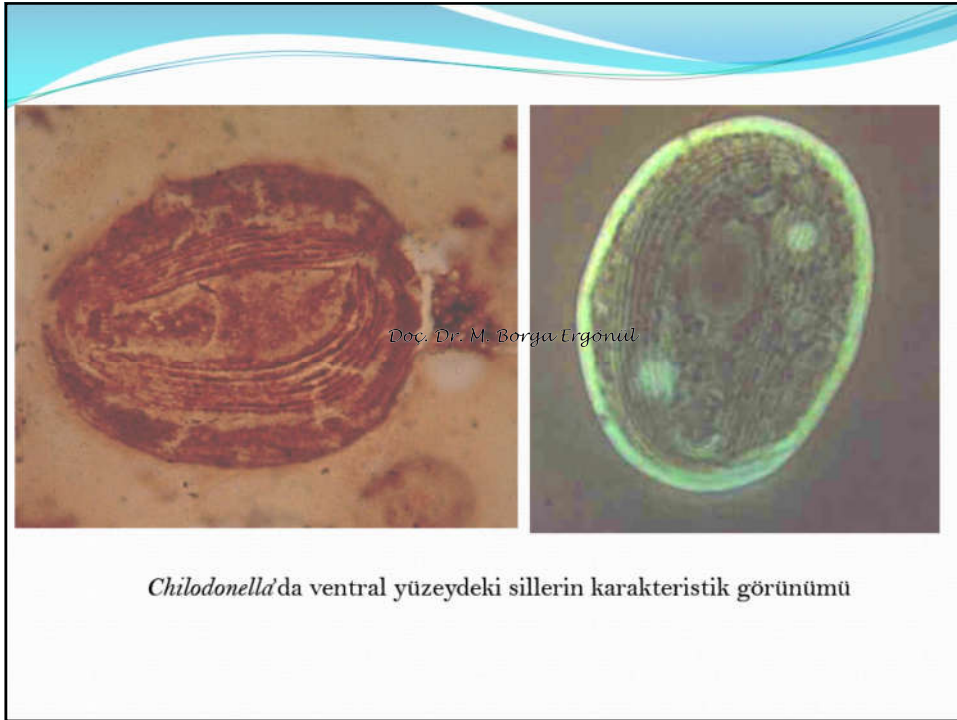 Doç. Dr. M. Borga Ergönül
Chilodonella'da ventral yüzeydeki sillerin karakteristik görünümü